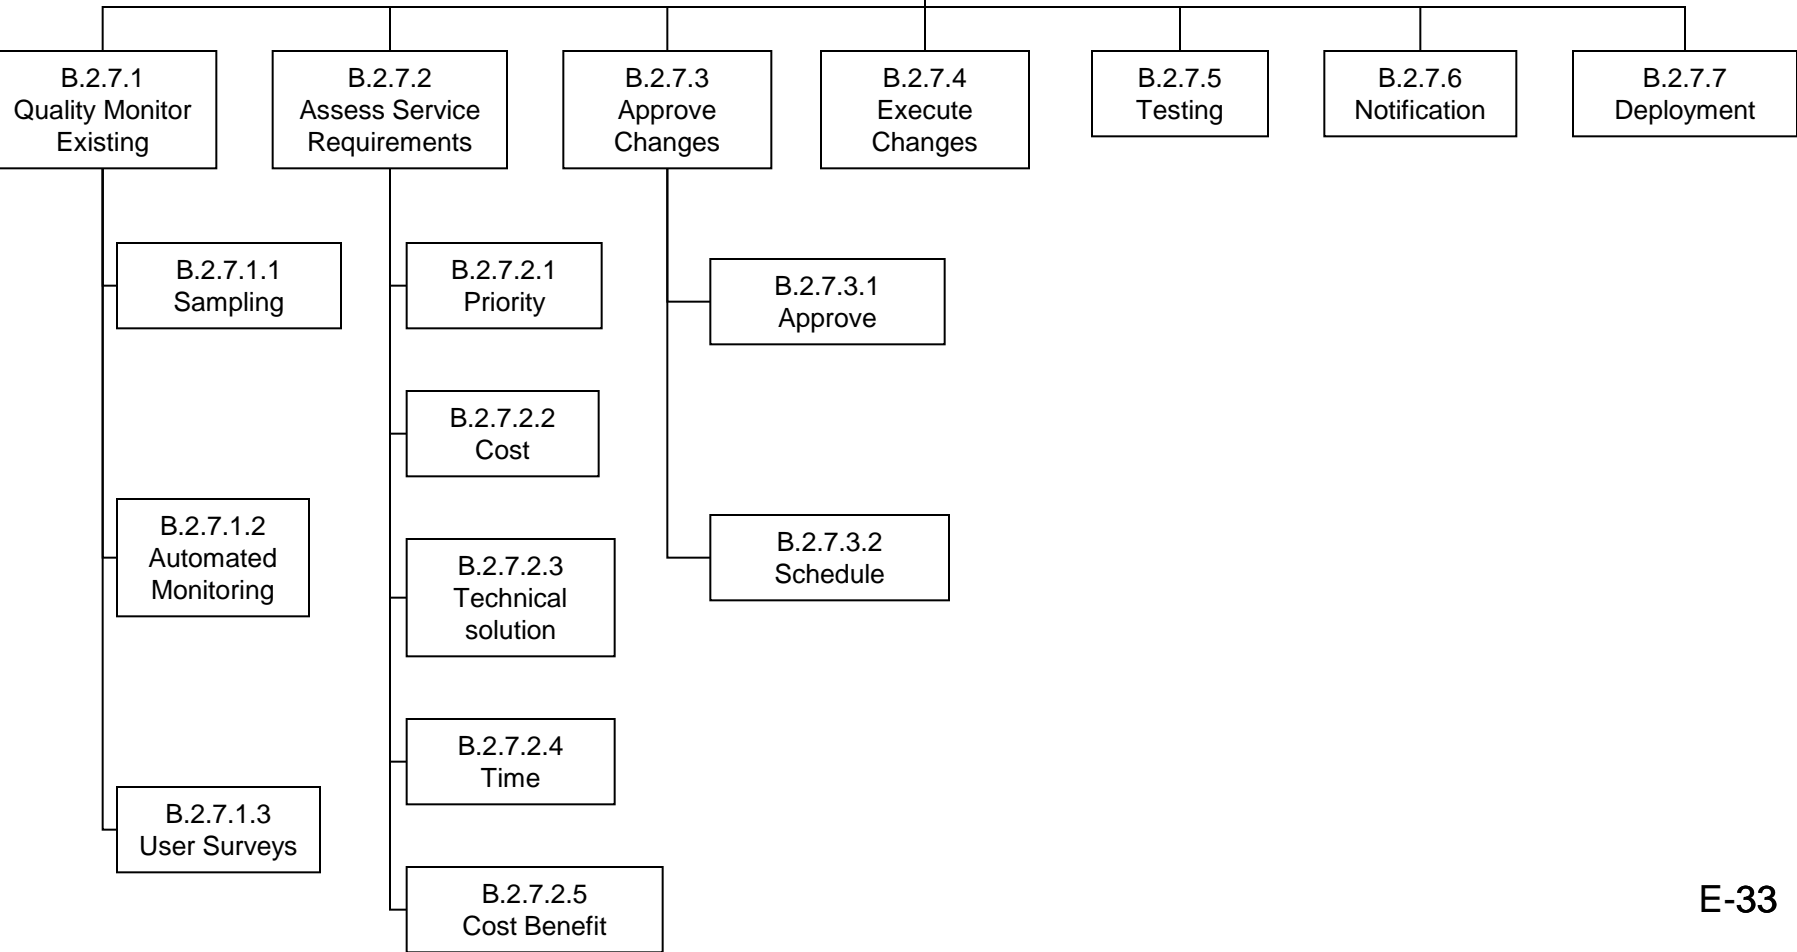 B.2.7.1
Quality Monitor
Existing
B.2.7.2
Assess Service
Requirements
B.2.7.3
Approve
Changes
B.2.7.4
Execute
Changes
B.2.7.5
Testing
B.2.7.6
Notification
B.2.7.7
Deployment
B.2.7.1.1
Sampling
B.2.7.1.2
Automated
Monitoring
B.2.7.1.3
User Surveys
B.2.7.2.1
Priority
B.2.7.2.2
Cost
B.2.7.2.3
Technical
solution
B.2.7.2.4
Time
B.2.7.2.5
Cost Benefit
B.2.7.3.1
Approve
B.2.7.3.2
Schedule
E-33